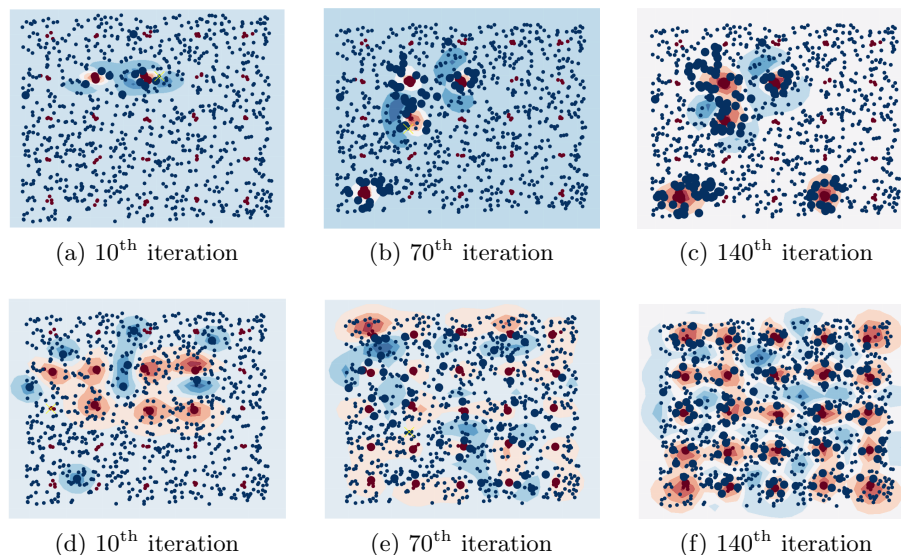 (a) 10th iteration (b) 70th iteration (c) 140th iteration
(d) 10th iteration (e) 70th iteration (f) 140th iteration